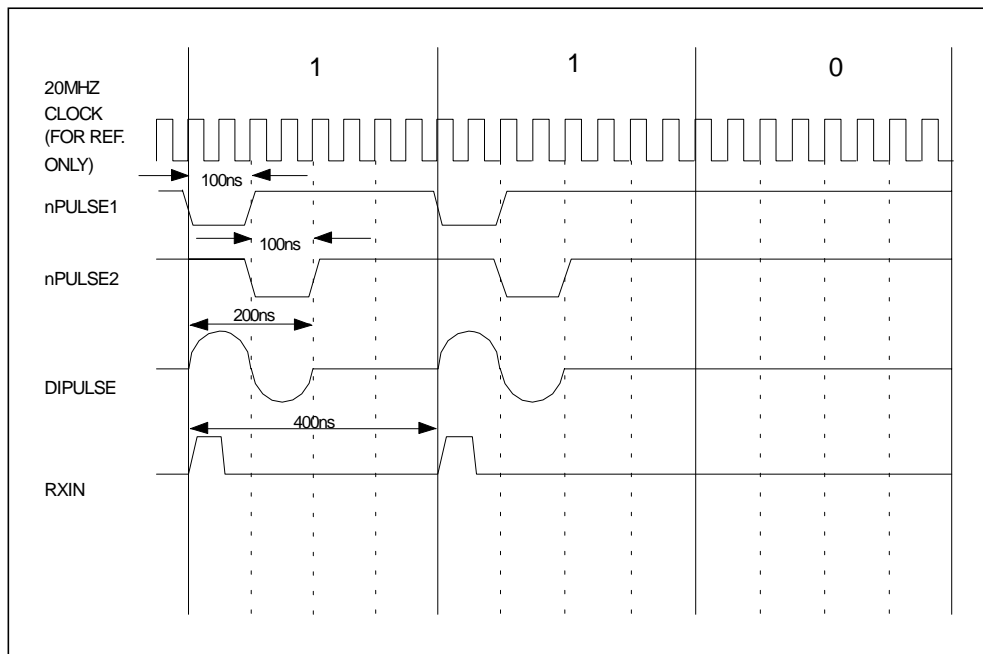 1 1 0
20MHZ
CLOCK
(FOR REF.
ONLY)
100ns
nPULSE1
100ns
nPULSE2
200ns
DIPULSE
400ns
RXIN